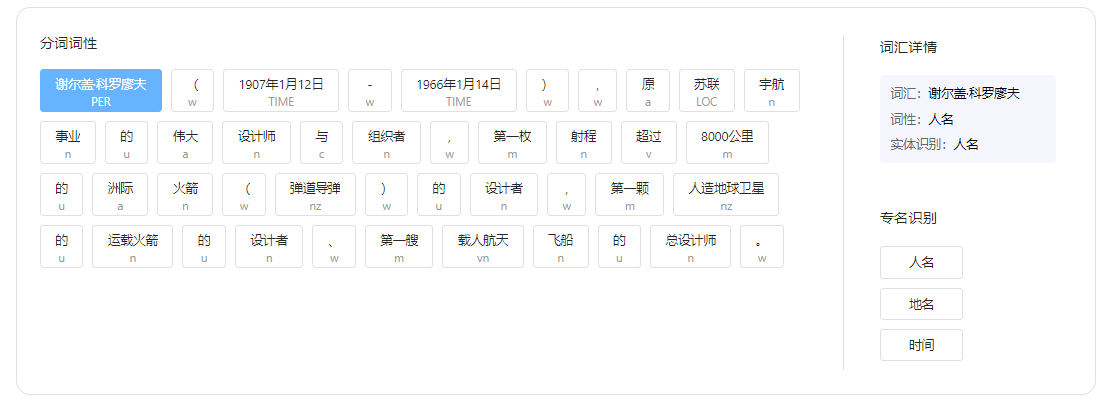 分词词性
谢尔盖·科罗廖夫 （ 1907年1月12日 - 1966年1月14日 ） , 原 苏联 宇航
PER w TIME w TIME w w a LOC n
事业 的 伟大 设计师 与 组织者 , 第一枚 射程 超过 8000公里
n u a n c n w m n v m
的 洲际 火箭 （ 弹道导弹 ） 的 设计者 , 第一颗 人造地球卫星
u a n w nz w u n w m nz
的 运载火箭 的 设计者 、 第一艘 载人航天 飞船 的 总设计师 。
u n u n w m vn n u n w
词汇详情
词汇：谢尔盖·科罗廖夫
词性：人名
实体识别：人名
专名识别
人名
地名
时间